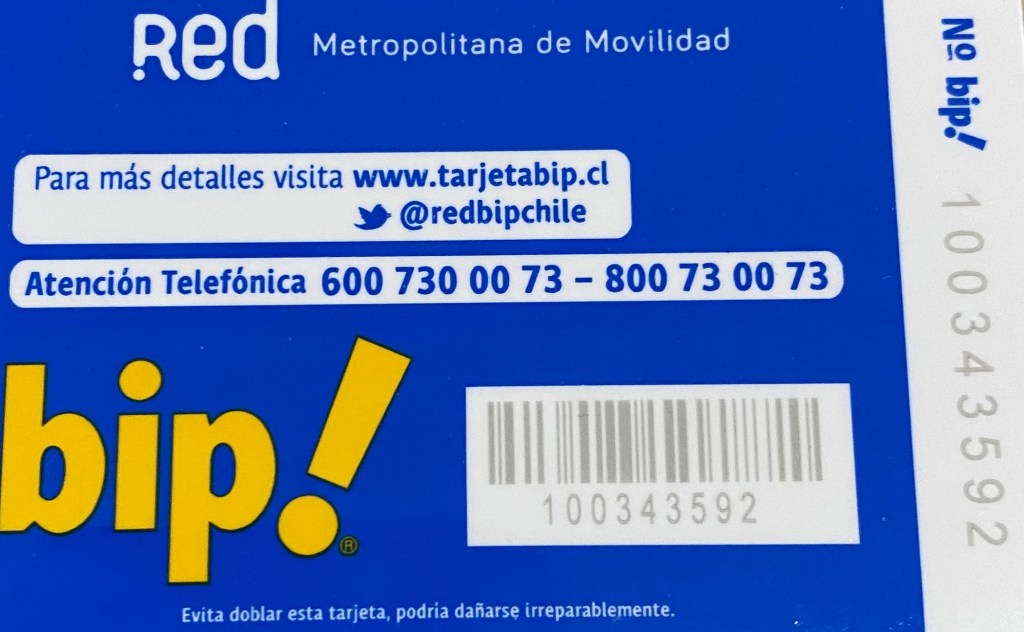 Red Metropolitana de Movilidad
Para más detalles visita www.tarjetabip.cl
@redbipchile
Atención Telefónica 600 730 00 73 – 800 73 00 73
bip!®
100343592
Evita doblar esta tarjeta, podría dañarse irreparablemente.
Nº bip! 100343592